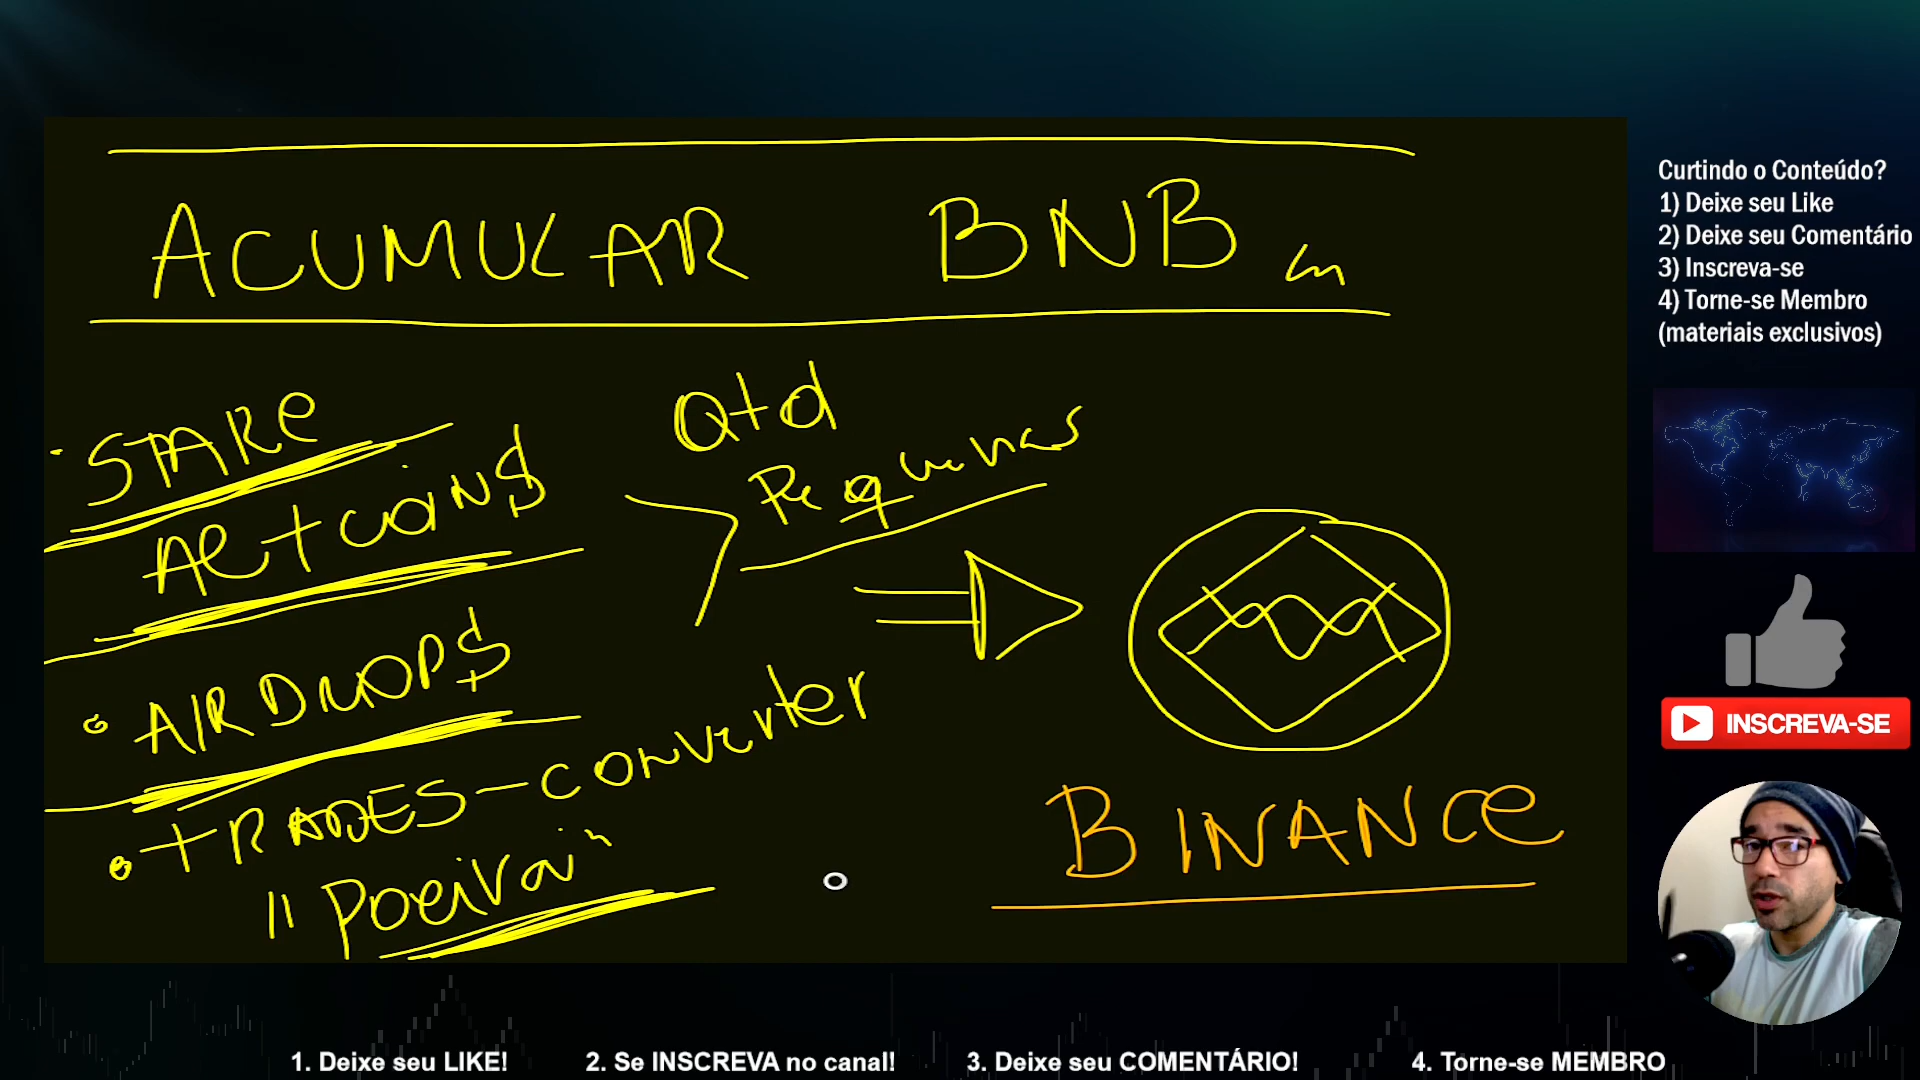 ACUMULAR BNB
STAKE
ALTCOINS
Qtd
Pequenas
AIRDROPS
TRADES-CONVERTER
"Poeira"
BINANCE
Curtindo o Conteúdo?
1) Deixe seu Like
2) Deixe seu Comentário
3) Inscreva-se
4) Torne-se Membro
(materiais exclusivos)
INSCREVA-SE
1. Deixe seu LIKE! 2. Se INSCREVA no canal! 3. Deixe seu COMENTÁRIO! 4. Torne-se MEMBRO